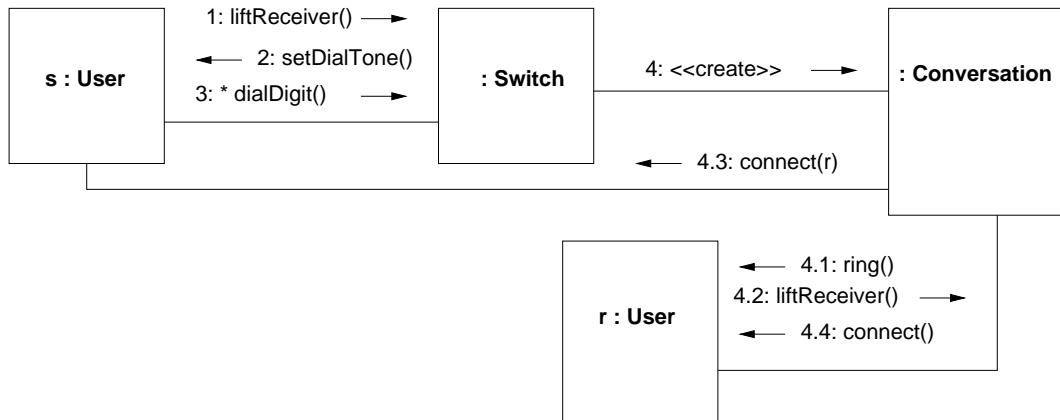 1: liftReceiver()
2: setDialTone()
s : User
: Switch
4: <<create>>
: Conversation
3: * dialDigit()
4.3: connect(r)
4.1: ring()
4.2: liftReceiver()
r : User
4.4: connect()